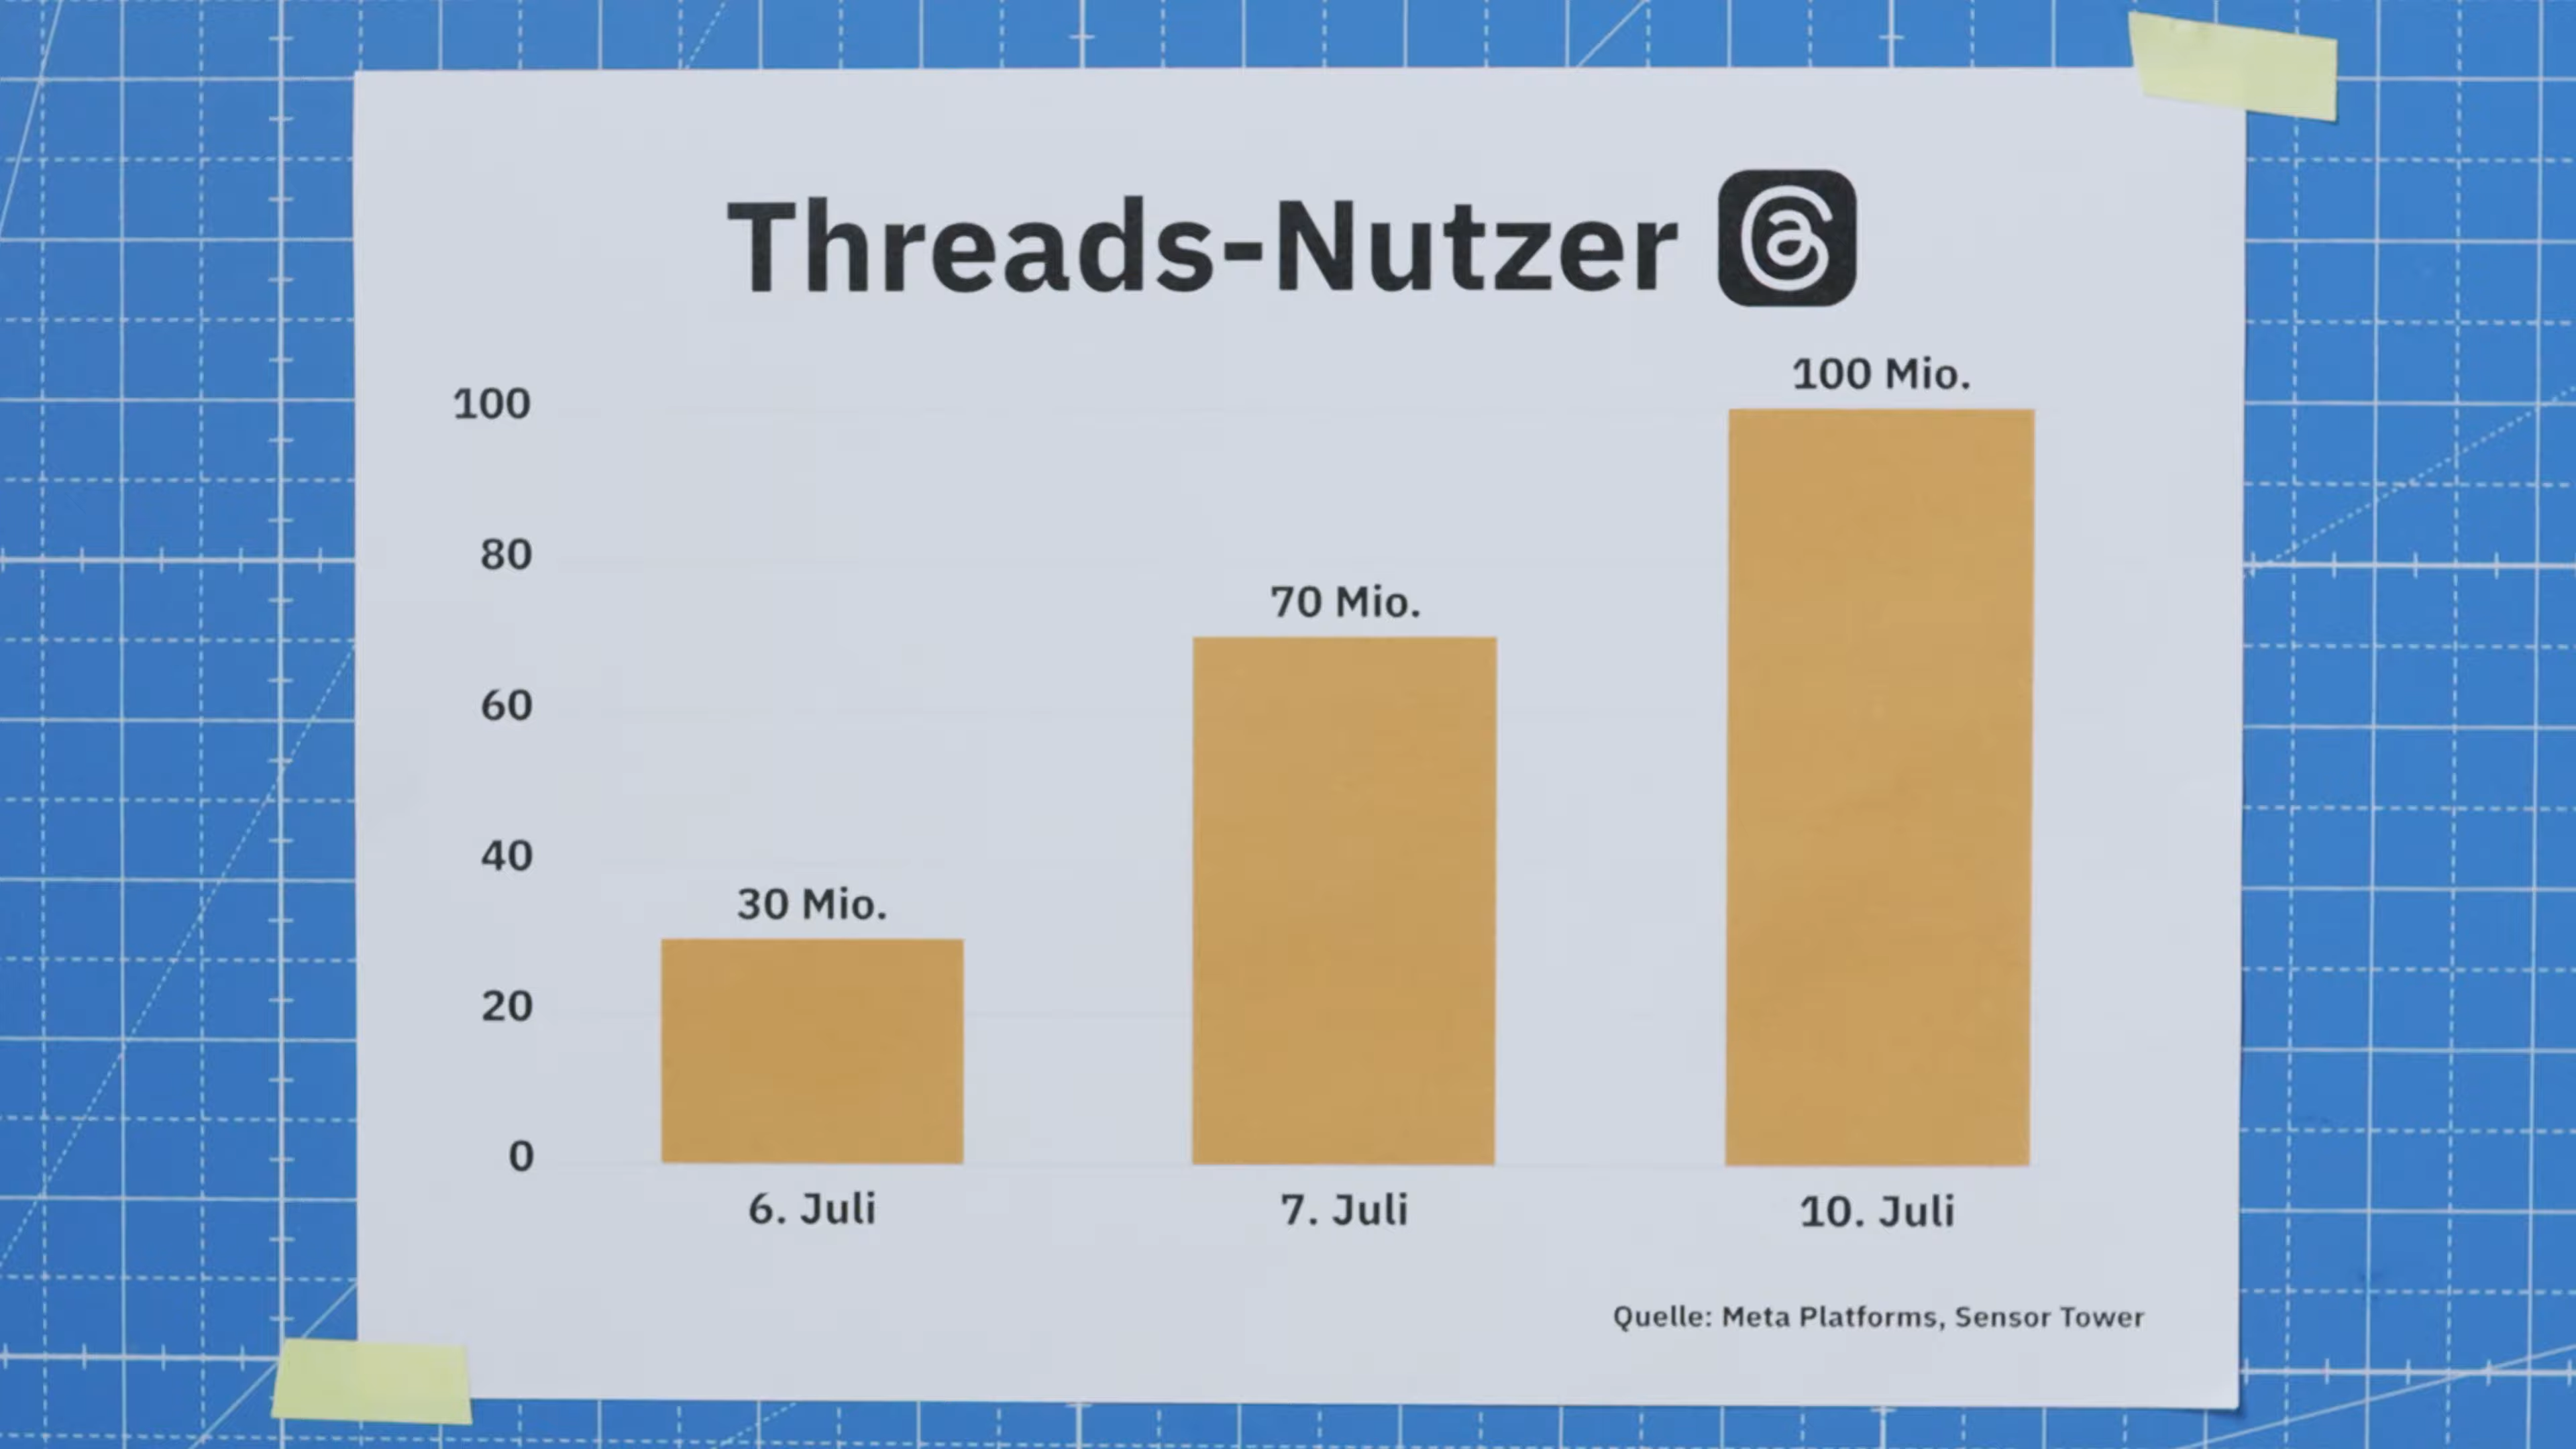 Threads-Nutzer
100 Mio.
100
80
70 Mio.
60
40
30 Mio.
20
0
6. Juli
7. Juli
10. Juli
Quelle: Meta Platforms, Sensor Tower